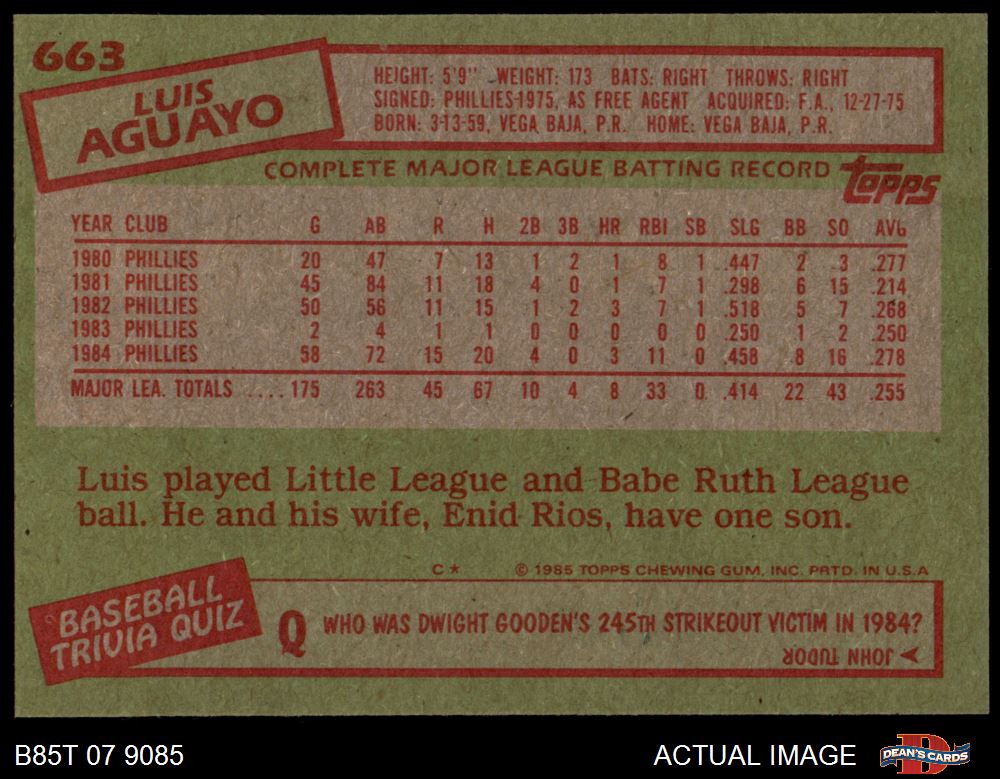 663
LUIS
AGUAYO
HEIGHT: 5'9" WEIGHT: 173 BATS: RIGHT THROWS: RIGHT
SIGNED: PHILLIES-1975, AS FREE AGENT ACQUIRED: F.A., 12-27-75
BORN: 3-13-59, VEGA BAJA, P.R. HOME: VEGA BAJA, P.R.
COMPLETE MAJOR LEAGUE BATTING RECORD topps
YEAR CLUB G AB R H 2B 3B HR RBI SB SLG BB SO AVG
1980 PHILLIES 20 47 7 13 1 2 1 8 1 .447 2 3 .277
1981 PHILLIES 45 84 11 18 4 0 1 7 1 .298 6 15 .214
1982 PHILLIES 50 56 11 15 1 2 3 7 1 .518 5 7 .268
1983 PHILLIES 2 4 1 1 0 0 0 0 0 .250 1 2 .250
1984 PHILLIES 58 72 15 20 4 0 3 11 0 .458 8 16 .278
MAJOR LEA. TOTALS .... 175 263 45 67 10 4 8 33 0 .414 22 43 .255
Luis played Little League and Babe Ruth League
ball. He and his wife, Enid Rios, have one son.
C* © 1985 TOPPS CHEWING GUM, INC. PRTD. IN U.S.A
BASEBALL
TRIVIA QUIZ
Q WHO WAS DWIGHT GOODEN'S 245TH STRIKEOUT VICTIM IN 1984?
JOHN TUDOR
B85T 07 9085
ACTUAL IMAGE
DEAN'S CARDS